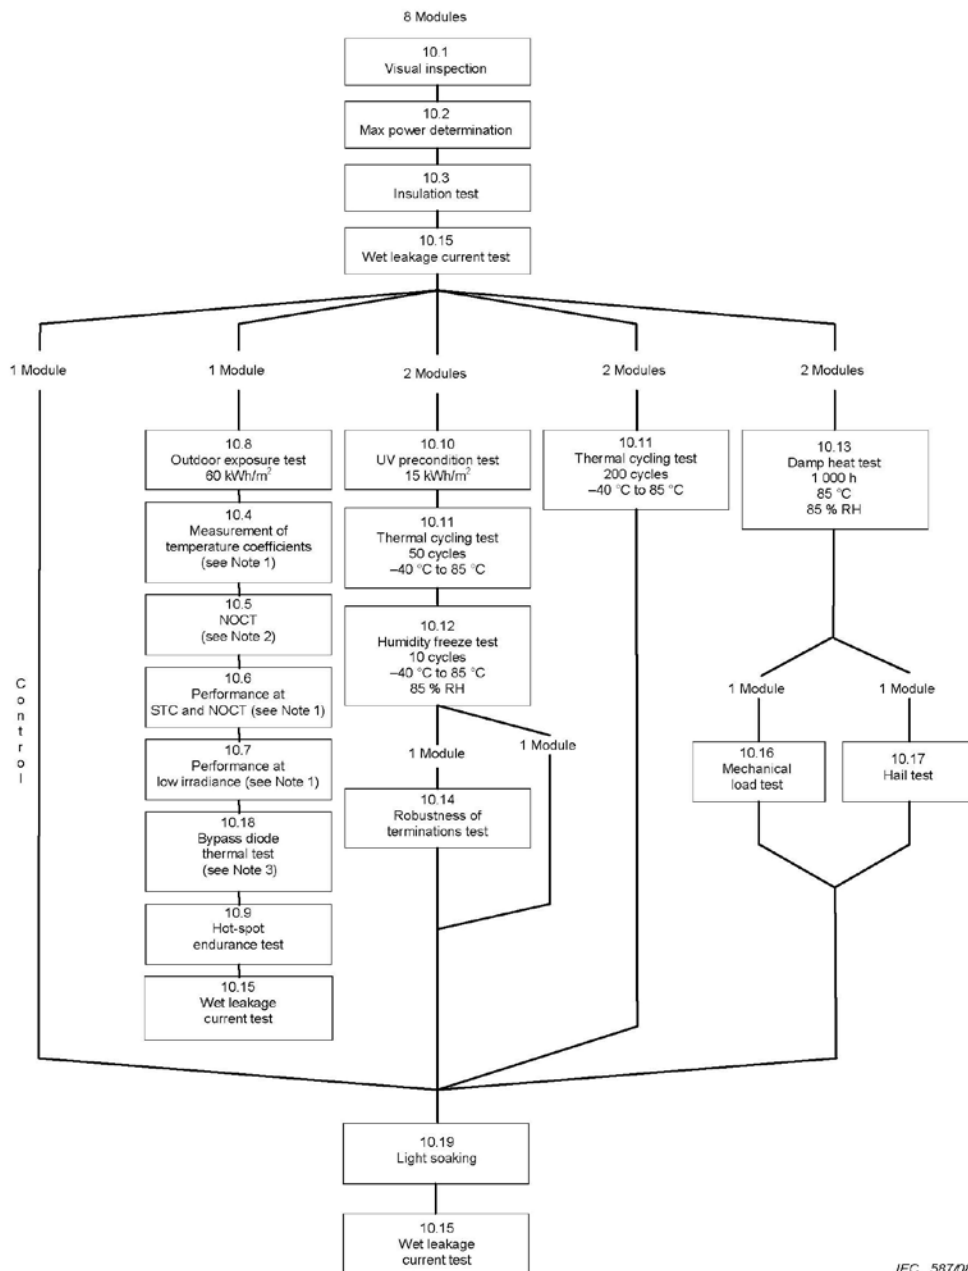 8 Modules
10.1
Visual inspection
10.2
Max power determination
10.3
Insulation test
10.15
Wet leakage current test
1 Module
1 Module
2 Modules
2 Modules
2 Modules
Control
10.8
Outdoor exposure test
60 kWh/m²
10.4
Measurement of
temperature coefficients
(see Note 1)
10.5
NOCT
(see Note 2)
10.6
Performance at
STC and NOCT (see Note 1)
10.7
Performance at
low irradiance (see Note 1)
10.18
Bypass diode
thermal test
(see Note 3)
10.9
Hot-spot
endurance test
10.15
Wet leakage
current test
10.10
UV precondition test
15 kWh/m²
10.11
Thermal cycling test
50 cycles
–40 °C to 85 °C
10.12
Humidity freeze test
10 cycles
–40 °C to 85 °C
85 % RH
1 Module
1 Module
10.14
Robustness of
terminations test
10.11
Thermal cycling test
200 cycles
–40 °C to 85 °C
10.13
Damp heat test
1 000 h
85 °C
85 % RH
1 Module
1 Module
10.16
Mechanical
load test
10.17
Hail test
10.19
Light soaking
10.15
Wet leakage
current test
IEC 587/0